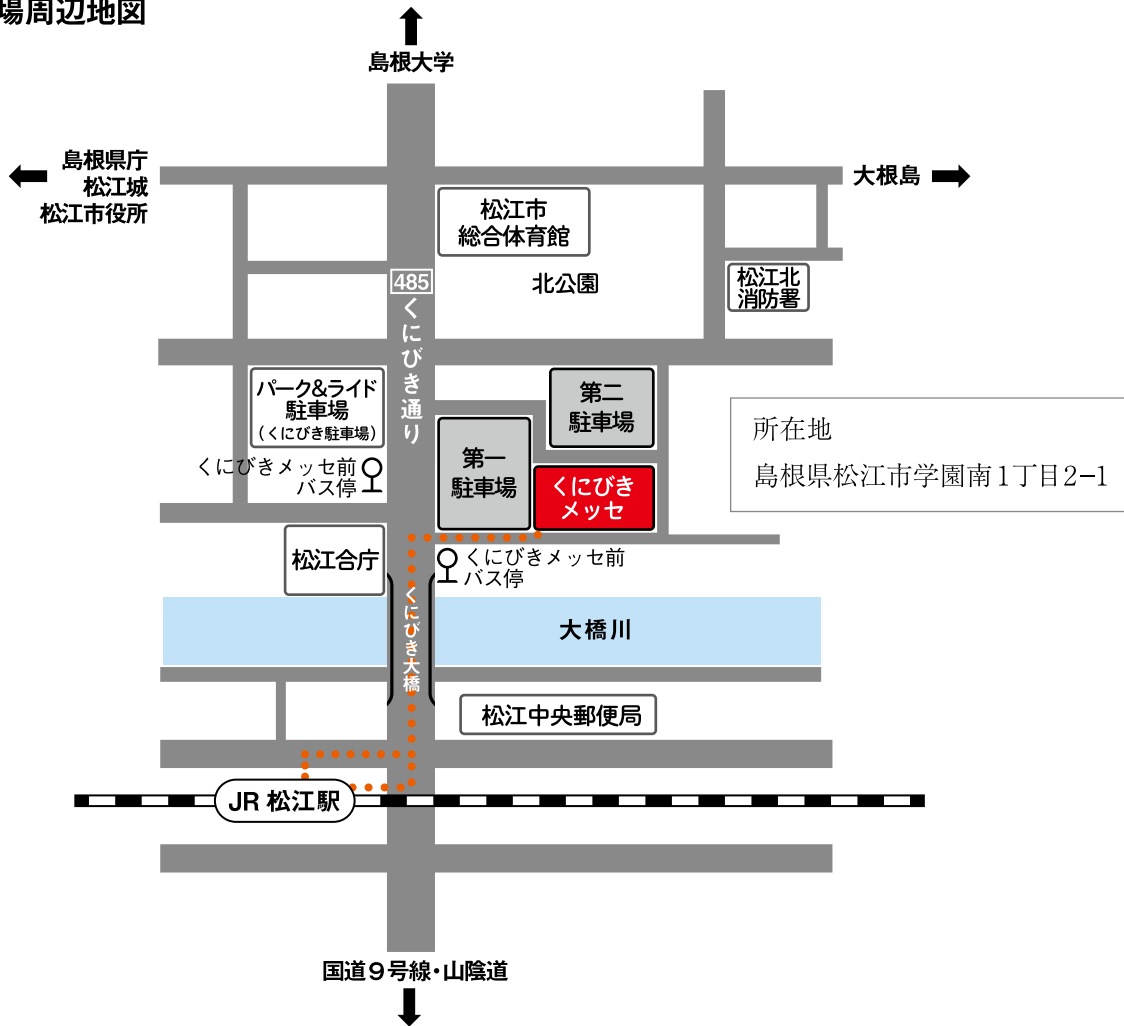 場周辺地図
島根大学
島根県庁
松江城
松江市役所
大根島
松江市
総合体育館
北公園
松江北
消防署
485
くにびき通り
パーク&ライド
駐車場
（くにびき駐車場）
第二
駐車場
第一
駐車場
くにびき
メッセ
所在地
島根県松江市学園南1丁目2−1
くにびきメッセ前
バス停
松江合庁
くにびきメッセ前
バス停
くにびき大橋
大橋川
松江中央郵便局
JR 松江駅
国道9号線・山陰道